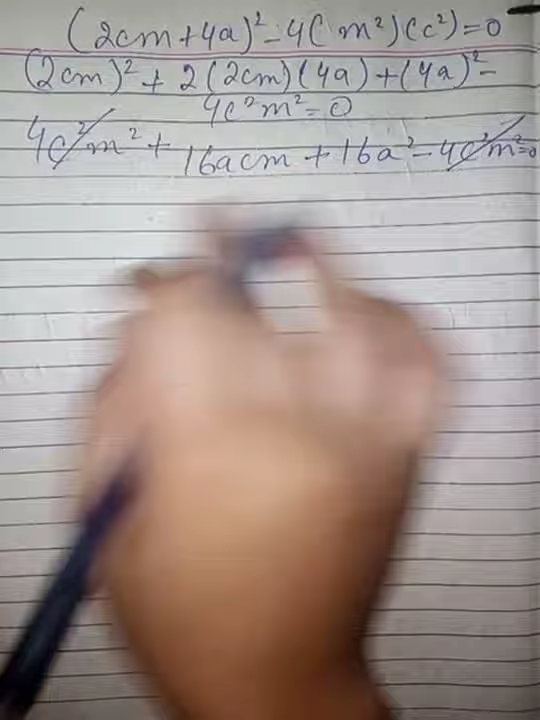 (2cm+4a)²-4(m²)(c²)=0
(2cm)²+2(2cm)(4a)+(4a)²-
4c²m²=0
4c²m²+16acm+16a²-4c²m²=0